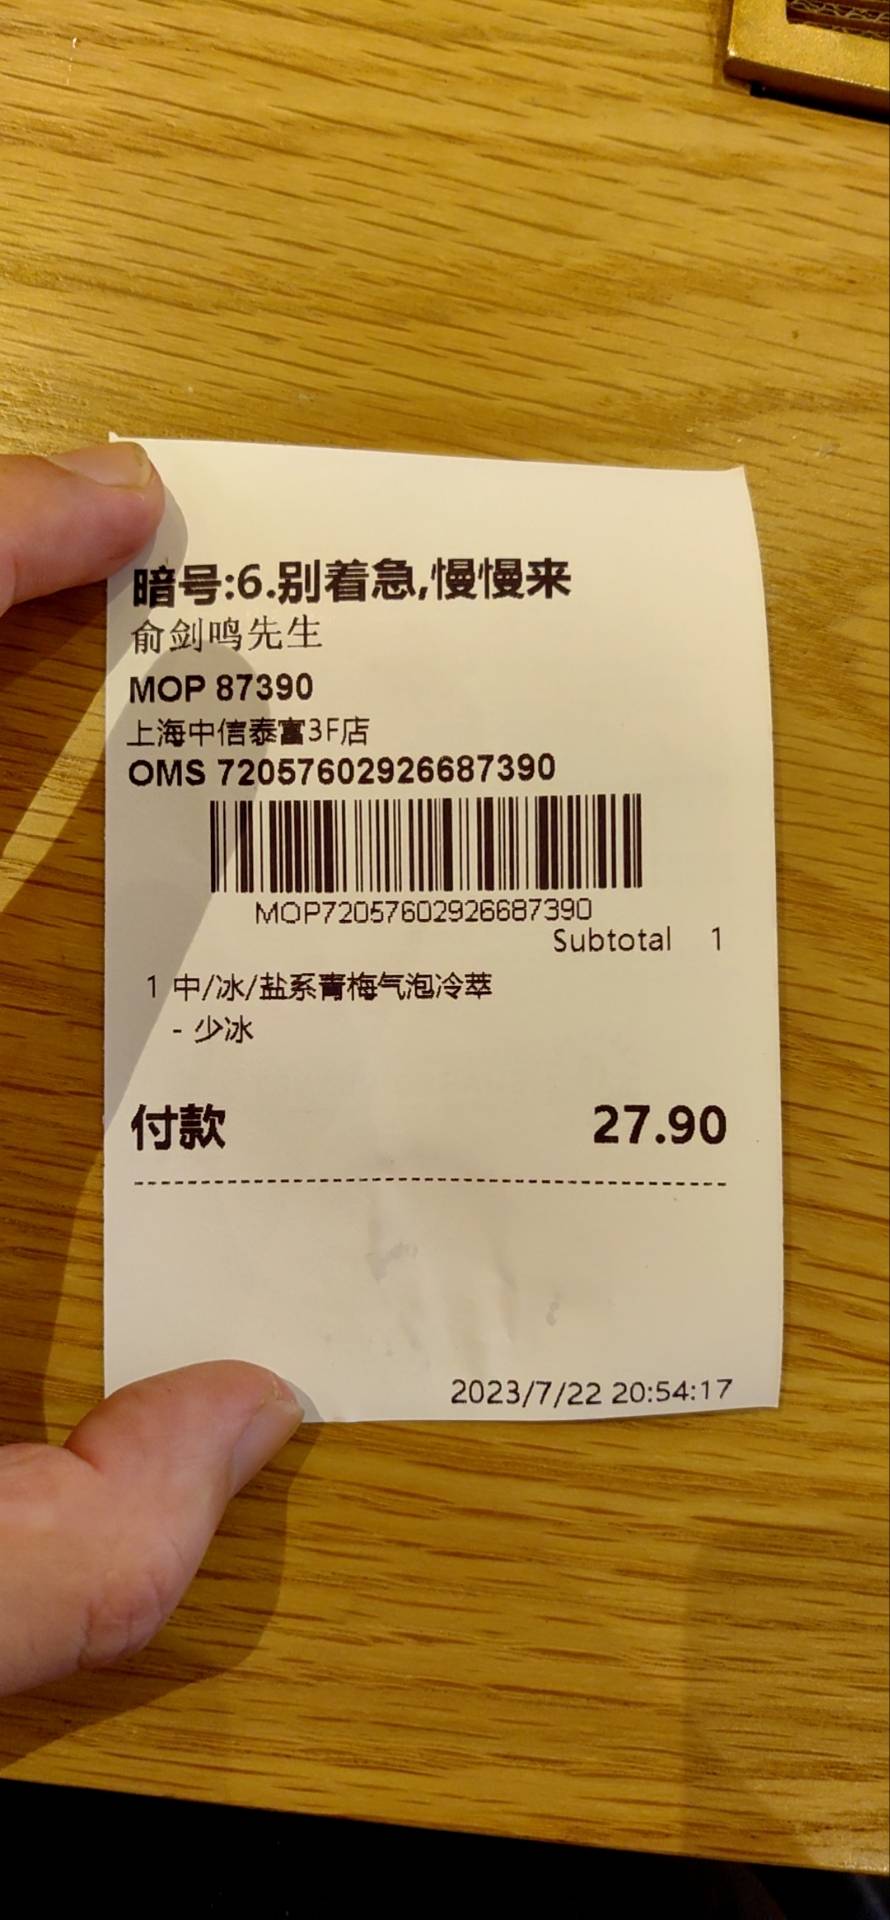 暗号:6.别着急,慢慢来
俞剑鸣先生
MOP 87390
上海中信泰富3F店
OMS 72057602926687390
MOP72057602926687390
Subtotal 1
1 中/冰/盐系青梅气泡冷萃
- 少冰
付款 27.90
2023/7/22 20:54:17